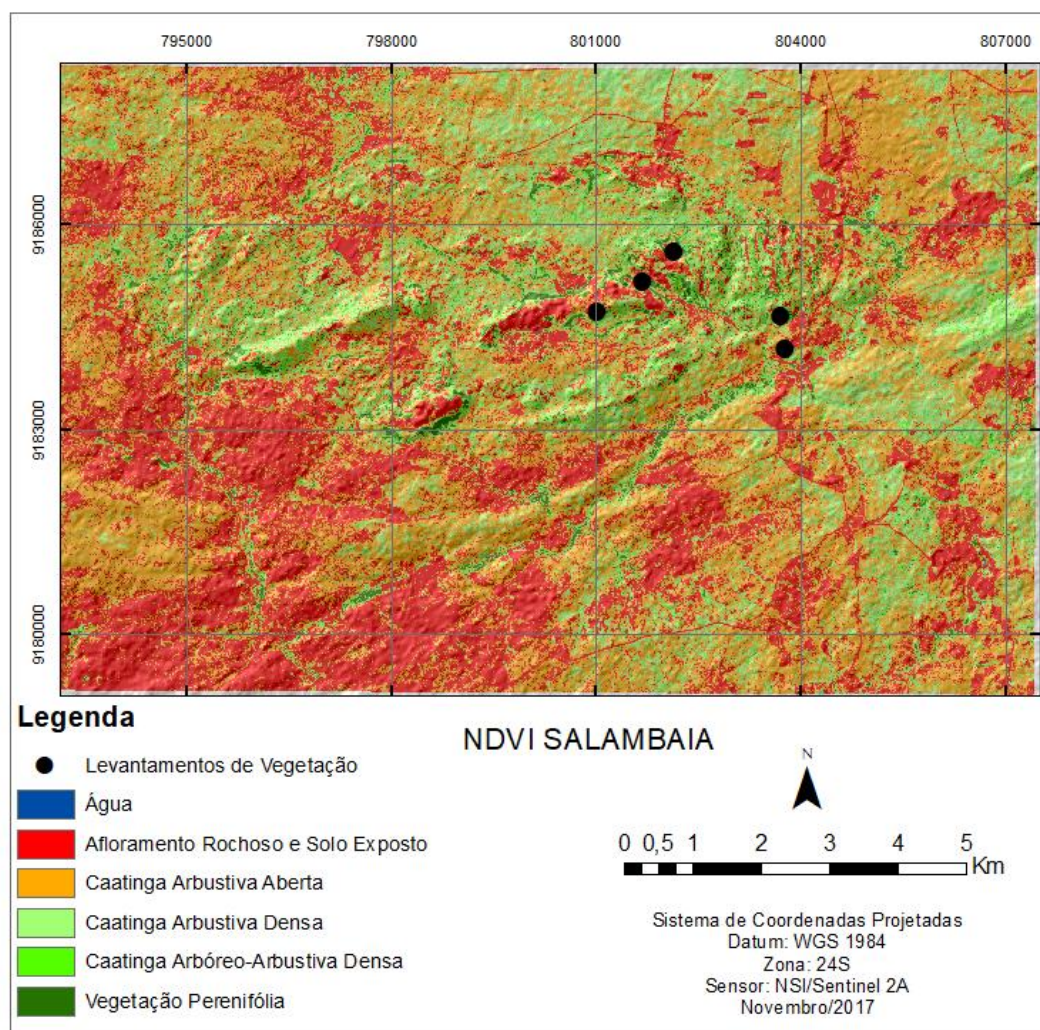 795000 798000 801000 804000 807000
9186000
9183000
9180000
Legenda
Levantamentos de Vegetação
Água
Afloramento Rochoso e Solo Exposto
Caatinga Arbustiva Aberta
Caatinga Arbustiva Densa
Caatinga Arbóreo-Arbustiva Densa
Vegetação Perenifólia
NDVI SALAMBAIA
N
0 0,5 1 2 3 4 5
Km
Sistema de Coordenadas Projetadas
Datum: WGS 1984
Zona: 24S
Sensor: NSI/Sentinel 2A
Novembro/2017